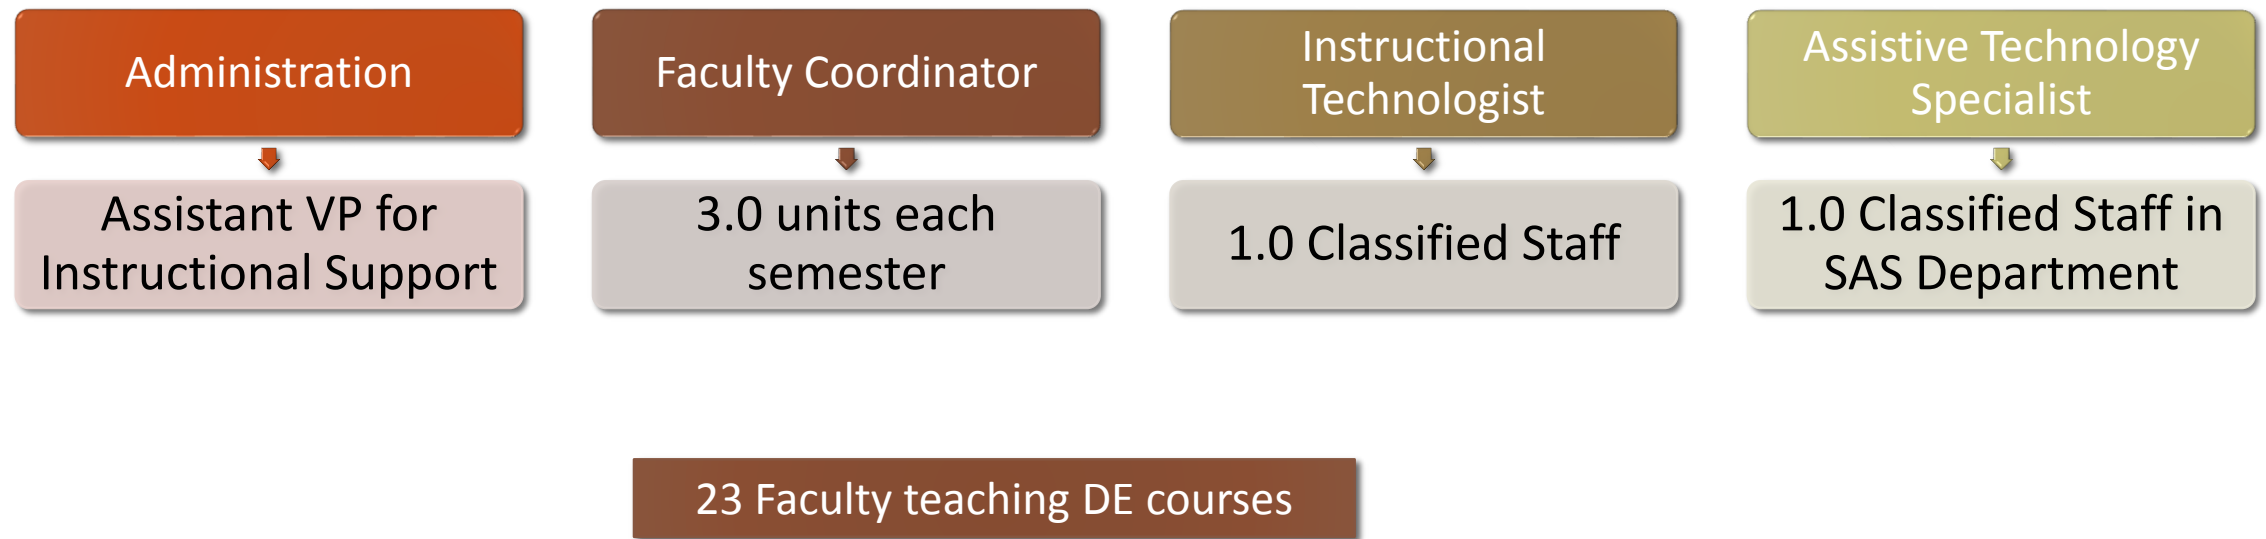 Administration
Assistant VP for
Instructional Support
Faculty Coordinator
3.0 units each
semester
Instructional
Technologist
1.0 Classified Staff
Assistive Technology
Specialist
1.0 Classified Staff in
SAS Department
23 Faculty teaching DE courses